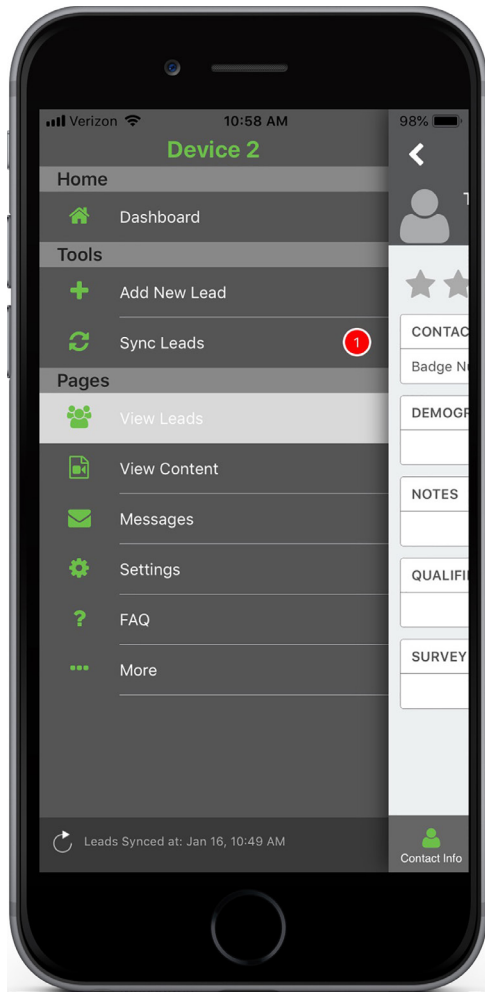 Verizon 10:58 AM 98%
Device 2
Home
Dashboard
Tools
Add New Lead
Sync Leads 1
Pages
View Leads
View Content
Messages
Settings
? FAQ
More
Leads Synced at: Jan 16, 10:49 AM
T
CONTAC
Badge Nu
DEMOGR
NOTES
QUALIFI
SURVEY
Contact Info